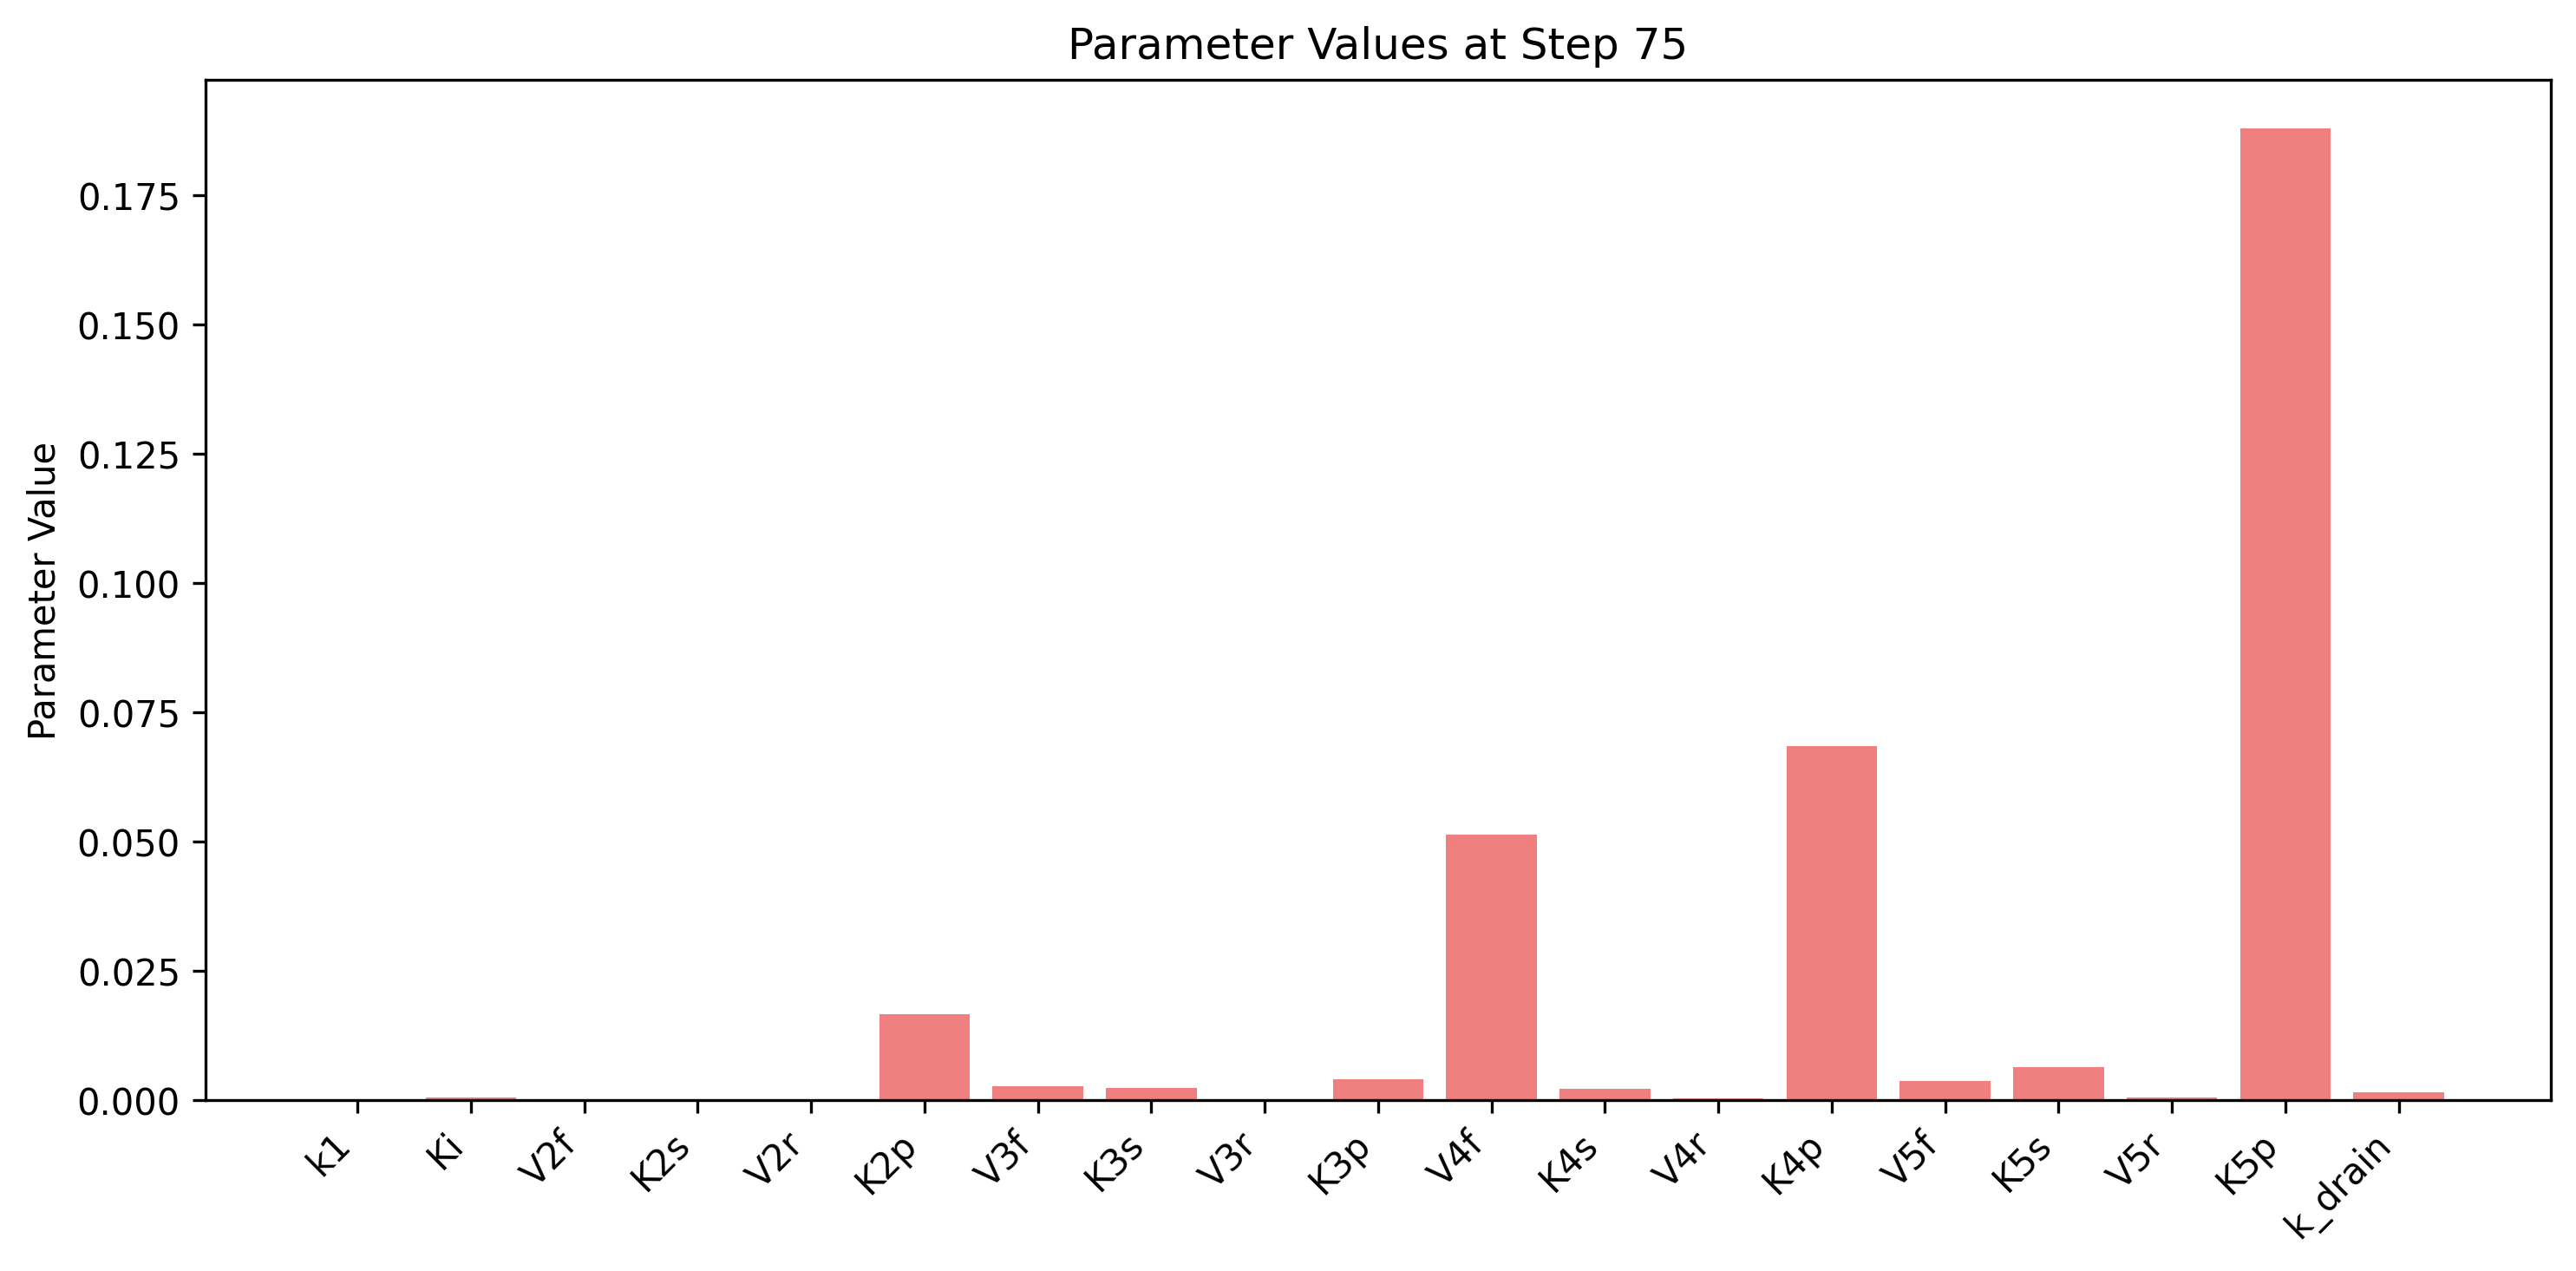 Parameter Values at Step 75
Parameter Value
0.175
0.150
0.125
0.100
0.075
0.050
0.025
0.000
k1
Ki
V2f
K2s
V2r
K2p
V3f
K3s
V3r
K3p
V4f
K4s
V4r
K4p
V5f
K5s
V5r
K5p
k_drain